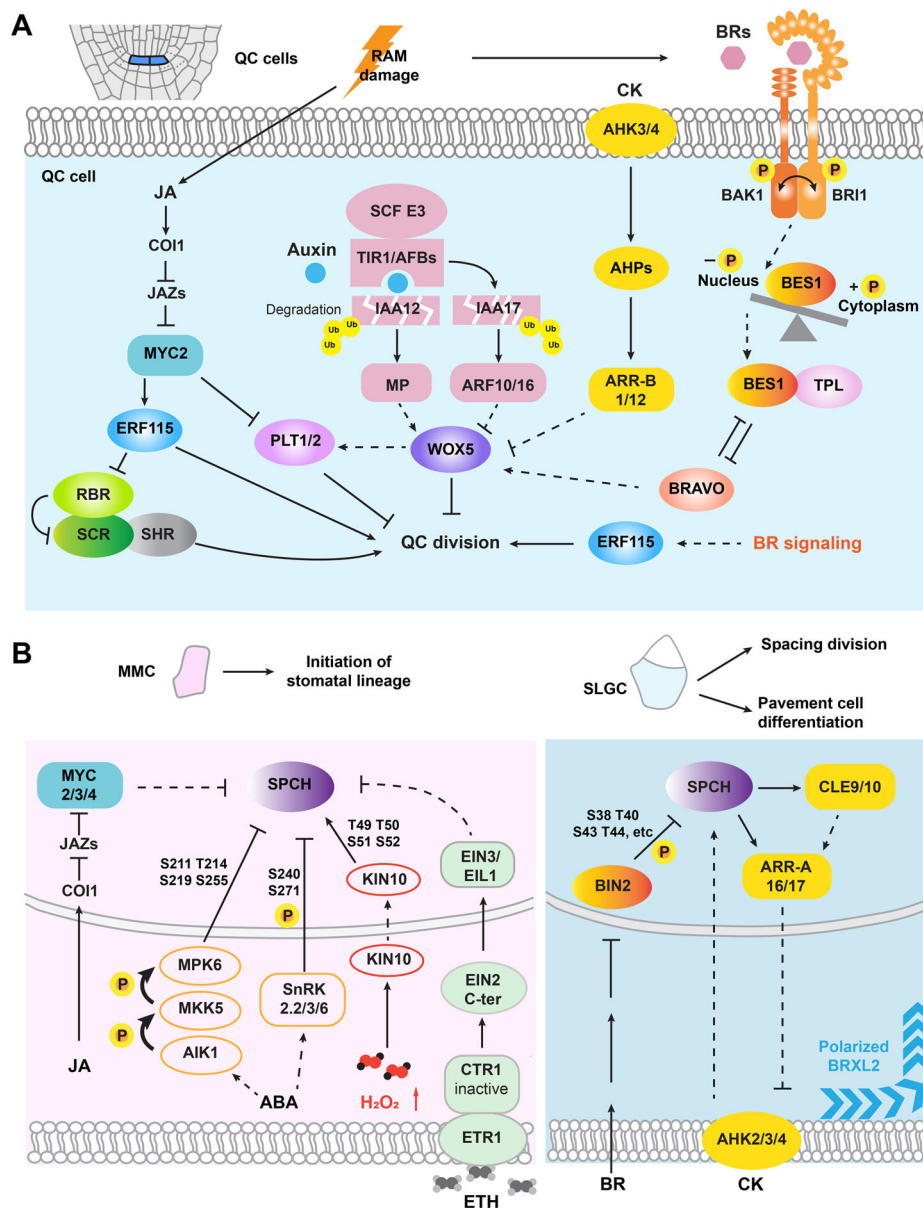 A
QC cells
RAM
damage
BRs
CK
AHK3/4
QC cell
P
P
BAK1
BRI1
JA
COI1
JAZs
MYC2
ERF115
RBR
SCR
SHR
PLT1/2
SCF E3
Auxin
TIR1/AFBs
Degradation
IAA12
IAA17
Ub
Ub
Ub
Ub
Ub
Ub
MP
ARF10/16
WOX5
AHPs
ARR-B
1/12
– P
Nucleus
BES1
+ P
Cytoplasm
BES1
TPL
BRAVO
QC division
ERF115
BR signaling
B
MMC
Initiation of
stomatal lineage
SLGC
Spacing division
Pavement cell
differentiation
MYC
2/3/4
JAZs
COI1
JA
SPCH
S211 T214
S219 S255
S240
S271
P
T49 T50
S51 S52
KIN10
KIN10
EIN3/
EIL1
MPK6
P
MKK5
P
AIK1
SnRK
2.2/3/6
ABA
H₂O₂
EIN2
C-ter
CTR1
inactive
ETR1
ETH
SPCH
CLE9/10
S38 T40
S43 T44, etc
P
BIN2
ARR-A
16/17
Polarized
BRXL2
AHK2/3/4
BR
CK